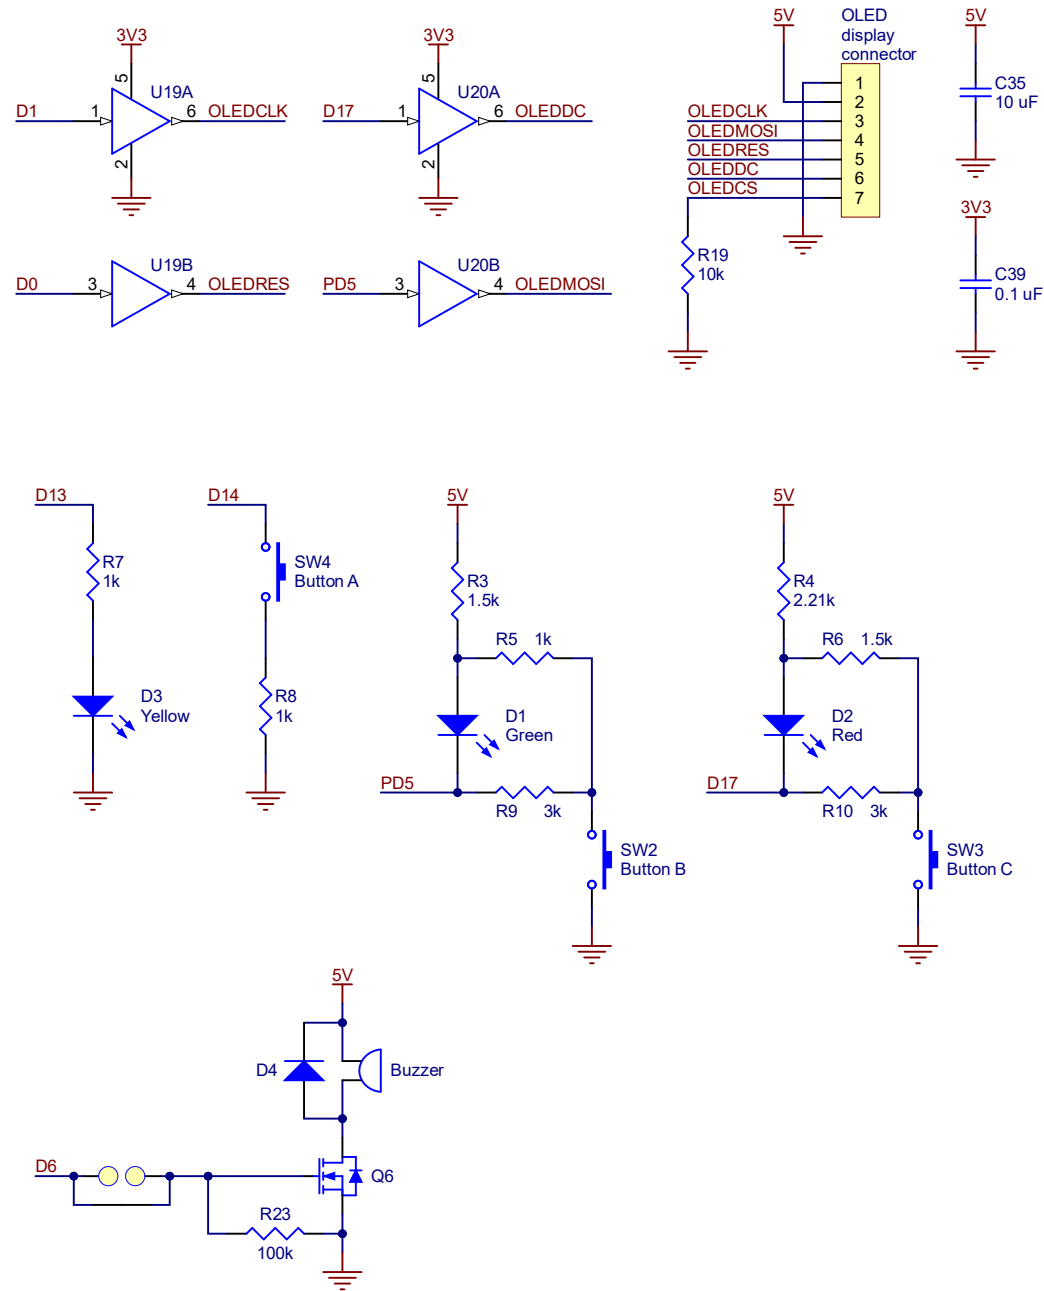 3V3
5
U19A
D1
1
6
OLEDCLK
2
3V3
5
U20A
D17
1
6
OLEDDC
2
D0
3
U19B
4
OLEDRES
PD5
3
U20B
4
OLEDMOSI
5V
OLED
display
connector
1
2
OLEDCLK
3
OLEDMOSI
4
OLEDRES
5
OLEDDC
6
OLEDCS
7
R19
10k
5V
C35
10 uF
3V3
C39
0.1 uF
D13
R7
1k
D3
Yellow
D14
SW4
Button A
R8
1k
5V
R3
1.5k
R5 1k
D1
Green
PD5
R9 3k
SW2
Button B
5V
R4
2.21k
R6 1.5k
D2
Red
D17
R10 3k
SW3
Button C
5V
D4
Buzzer
D6
Q6
R23
100k